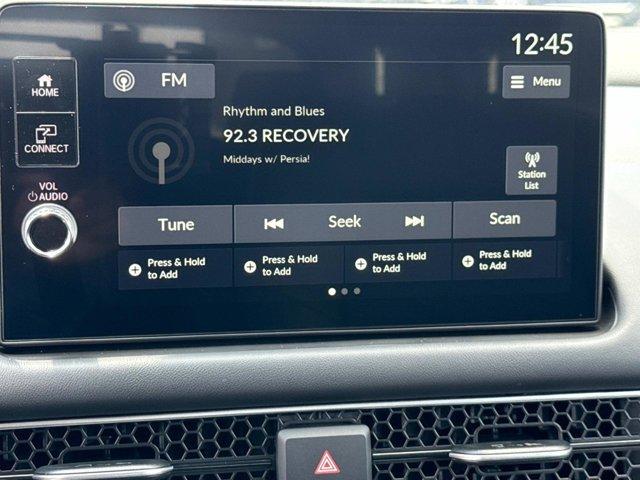 12:45
HOME
FM
Menu
Rhythm and Blues
92.3 RECOVERY
CONNECT
Middays w/ Persia!
Station
List
VOL
AUDIO
Tune
Seek
Scan
Press & Hold
to Add
Press & Hold
to Add
Press & Hold
to Add
Press & Hold
to Add